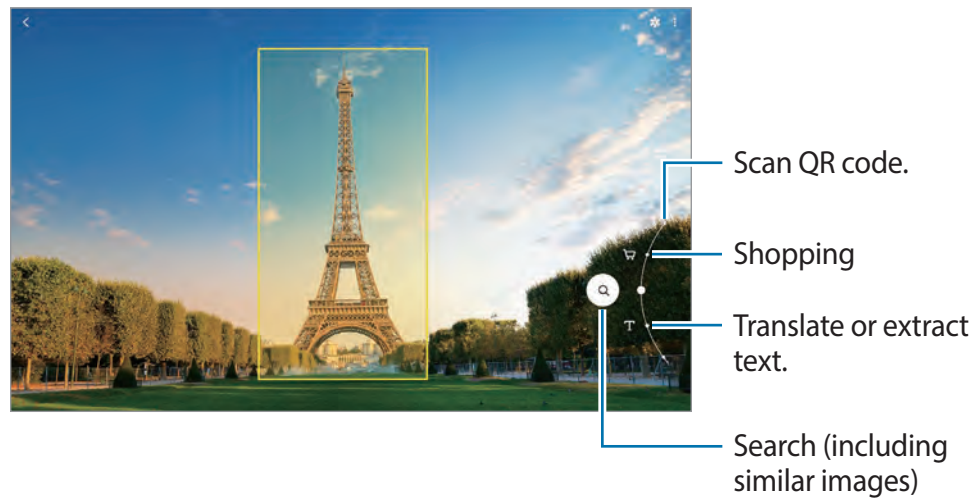 Scan QR code.
Shopping
T
Translate or extract
text.
Search (including
similar images)